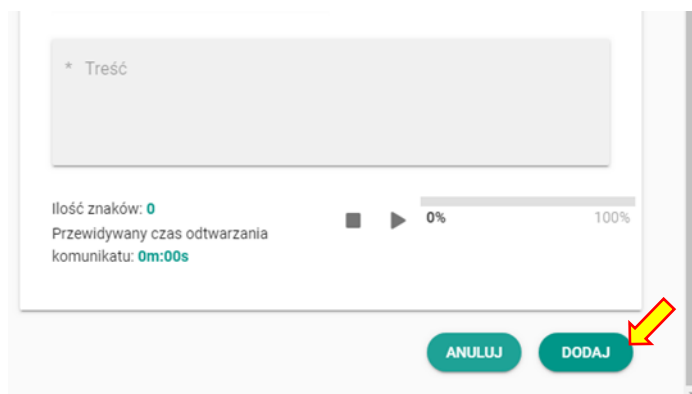 * Treść
Ilość znaków: 0
Przewidywany czas odtwarzania
komunikatu: 0m:00s
0% 100%
ANULUJ DODAJ